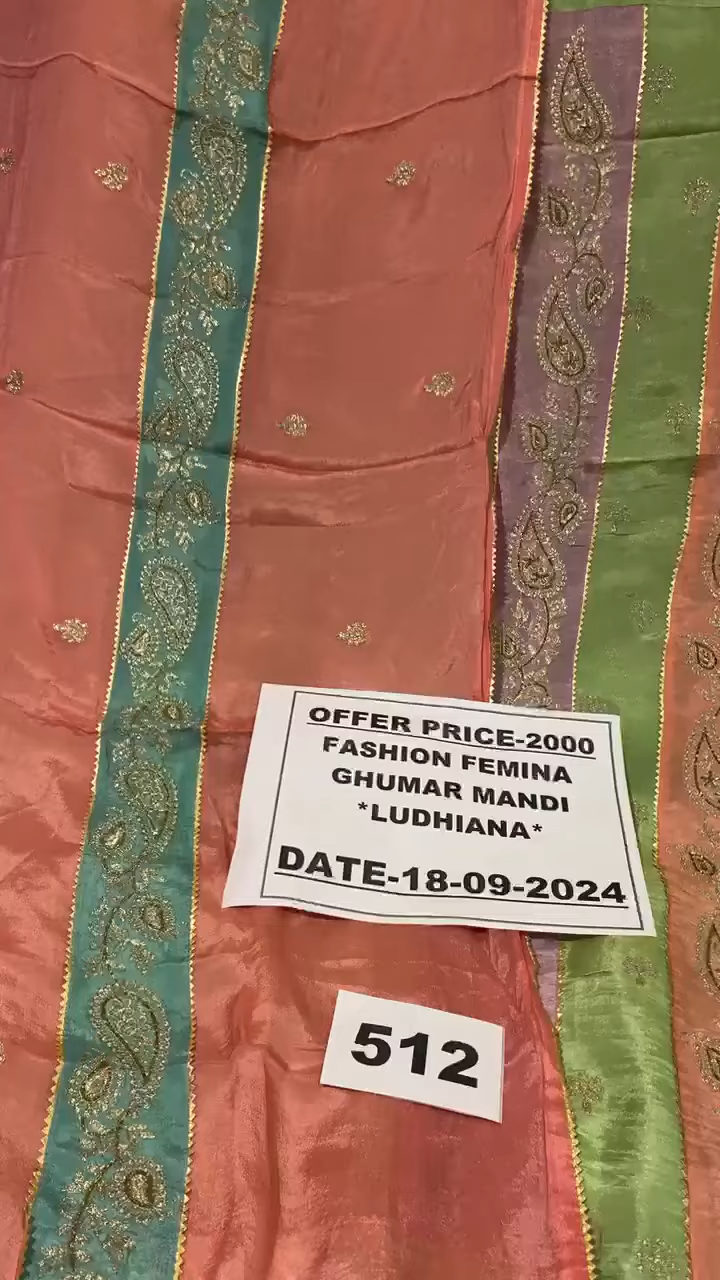 OFFER PRICE-2000
FASHION FEMINA
GHUMAR MANDI
*LUDHIANA*
DATE-18-09-2024
512